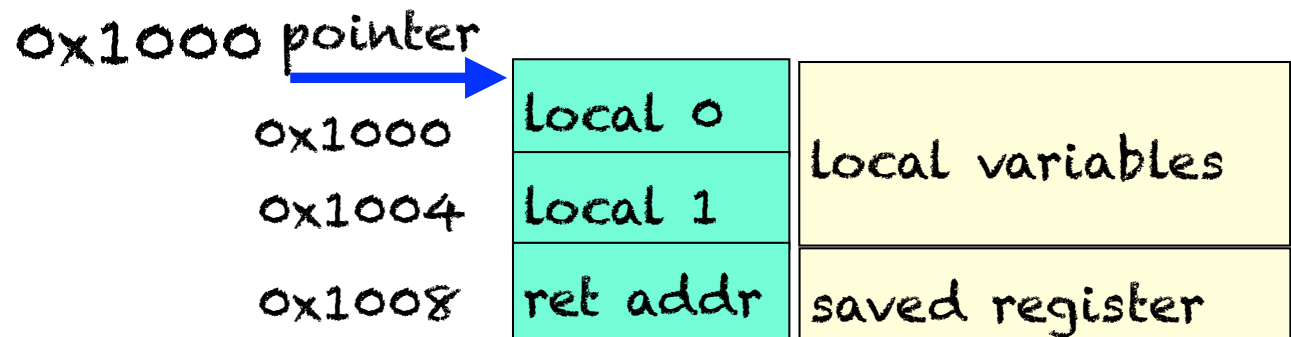 0x1000 pointer
0x1000 local 0
local variables
0x1004 local 1
0x1008 ret addr saved register